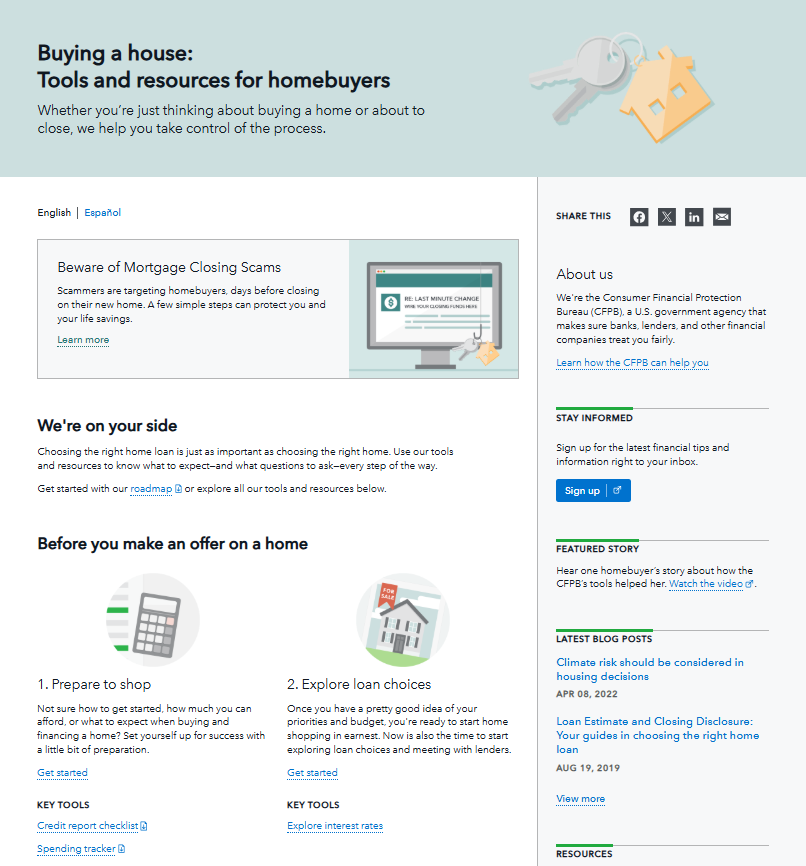 Buying a house:
Tools and resources for homebuyers
Whether you're just thinking about buying a home or about to
close, we help you take control of the process.
English | Español
Beware of Mortgage Closing Scams
Scammers are targeting homebuyers, days before closing
on their new home. A few simple steps can protect you and
your life savings.
Learn more
RE: LAST MINUTE CHANGE
WIRE YOUR CLOSING FUNDS HERE
$
We're on your side
Choosing the right home loan is just as important as choosing the right home. Use our tools
and resources to know what to expect—and what questions to ask—every step of the way.
Get started with our roadmap or explore all our tools and resources below.
Before you make an offer on a home
1. Prepare to shop
Not sure how to get started, how much you can
afford, or what to expect when buying and
financing a home? Set yourself up for success with
a little bit of preparation.
Get started
KEY TOOLS
Credit report checklist
Spending tracker
FOR
SALE
2. Explore loan choices
Once you have a pretty good idea of your
priorities and budget, you're ready to start home
shopping in earnest. Now is also the time to start
exploring loan choices and meeting with lenders.
Get started
KEY TOOLS
Explore interest rates
SHARE THIS
About us
We're the Consumer Financial Protection
Bureau (CFPB), a U.S. government agency that
makes sure banks, lenders, and other financial
companies treat you fairly.
Learn how the CFPB can help you
STAY INFORMED
Sign up for the latest financial tips and
information right to your inbox.
Sign up
FEATURED STORY
Hear one homebuyer's story about how the
CFPB's tools helped her. Watch the video.
LATEST BLOG POSTS
Climate risk should be considered in
housing decisions
APR 08, 2022
Loan Estimate and Closing Disclosure:
Your guides in choosing the right home
loan
AUG 19, 2019
View more
RESOURCES